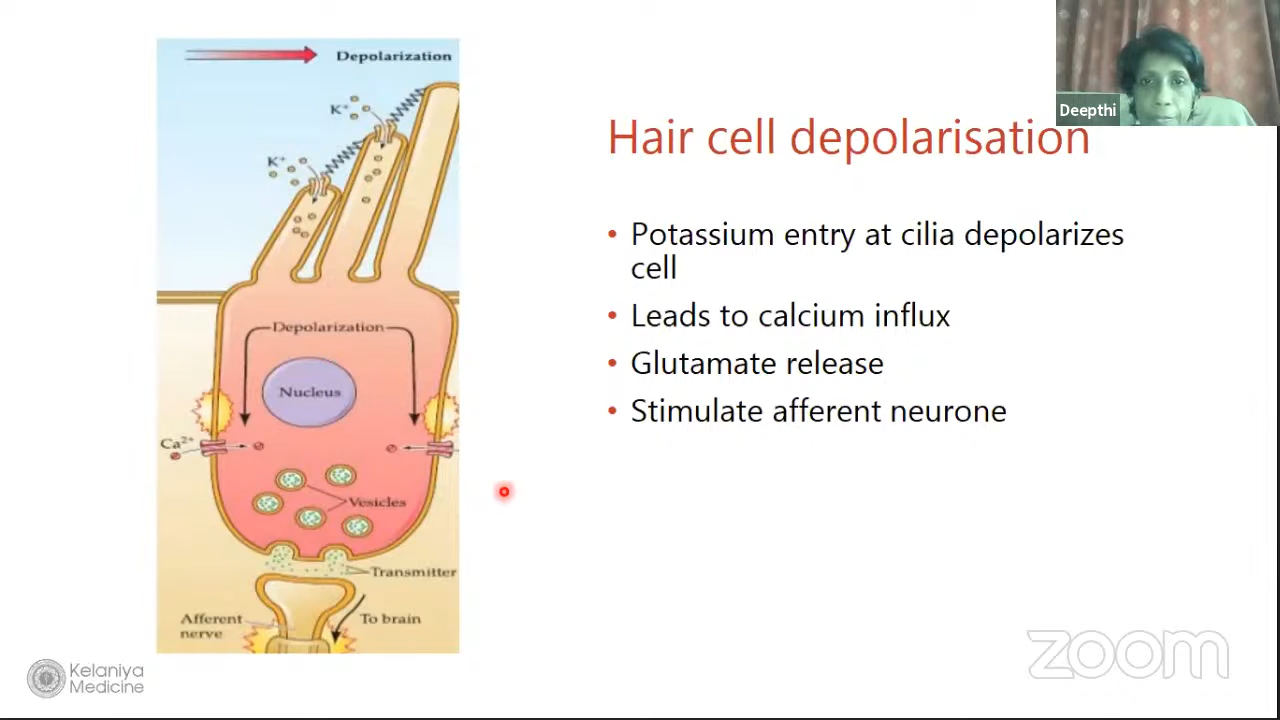 Depolarization
K+
K+
Depolarization
Nucleus
Ca2+
Vesicles
Transmitter
Afferent
nerve
To brain
Hair cell depolarisation
• Potassium entry at cilia depolarizes
cell
• Leads to calcium influx
• Glutamate release
• Stimulate afferent neurone
Deepthi
Kelaniya
Medicine
zoom